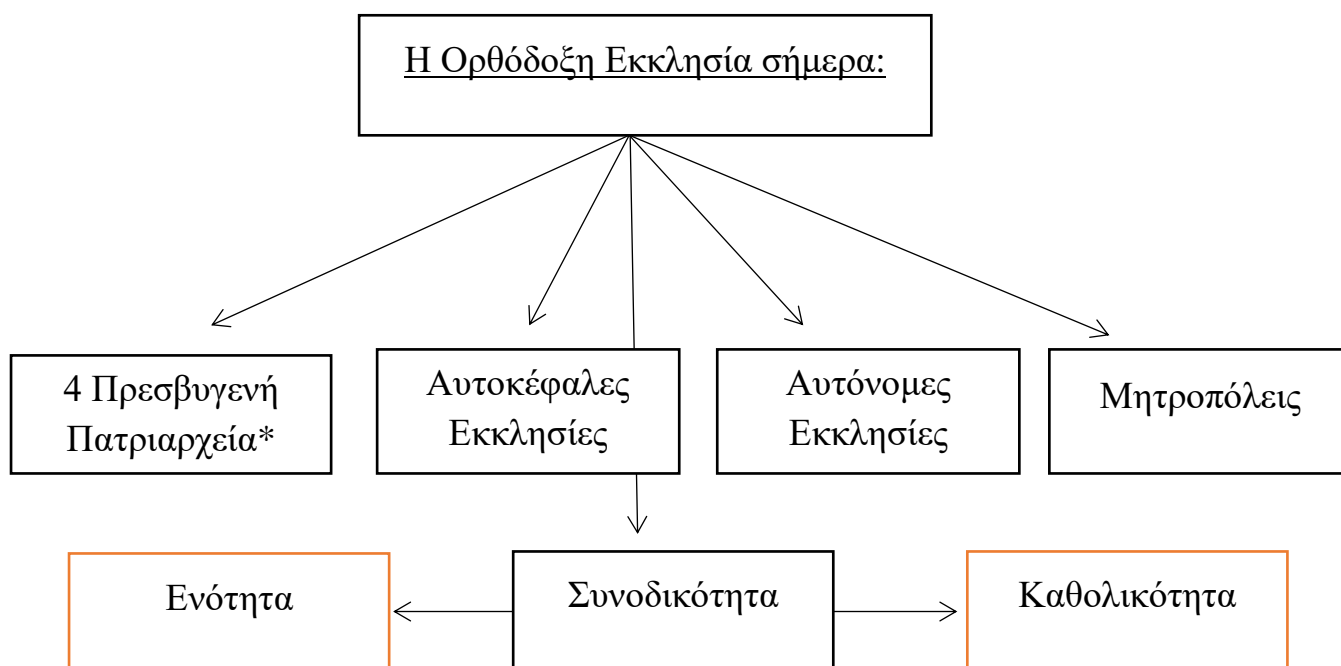 Η Ορθόδοξη Εκκλησία σήμερα:
4 Πρεσβυγενή
Πατριαρχεία*
Αυτοκέφαλες
Εκκλησίες
Αυτόνομες
Εκκλησίες
Μητροπόλεις
Ενότητα
Συνοδικότητα
Καθολικότητα